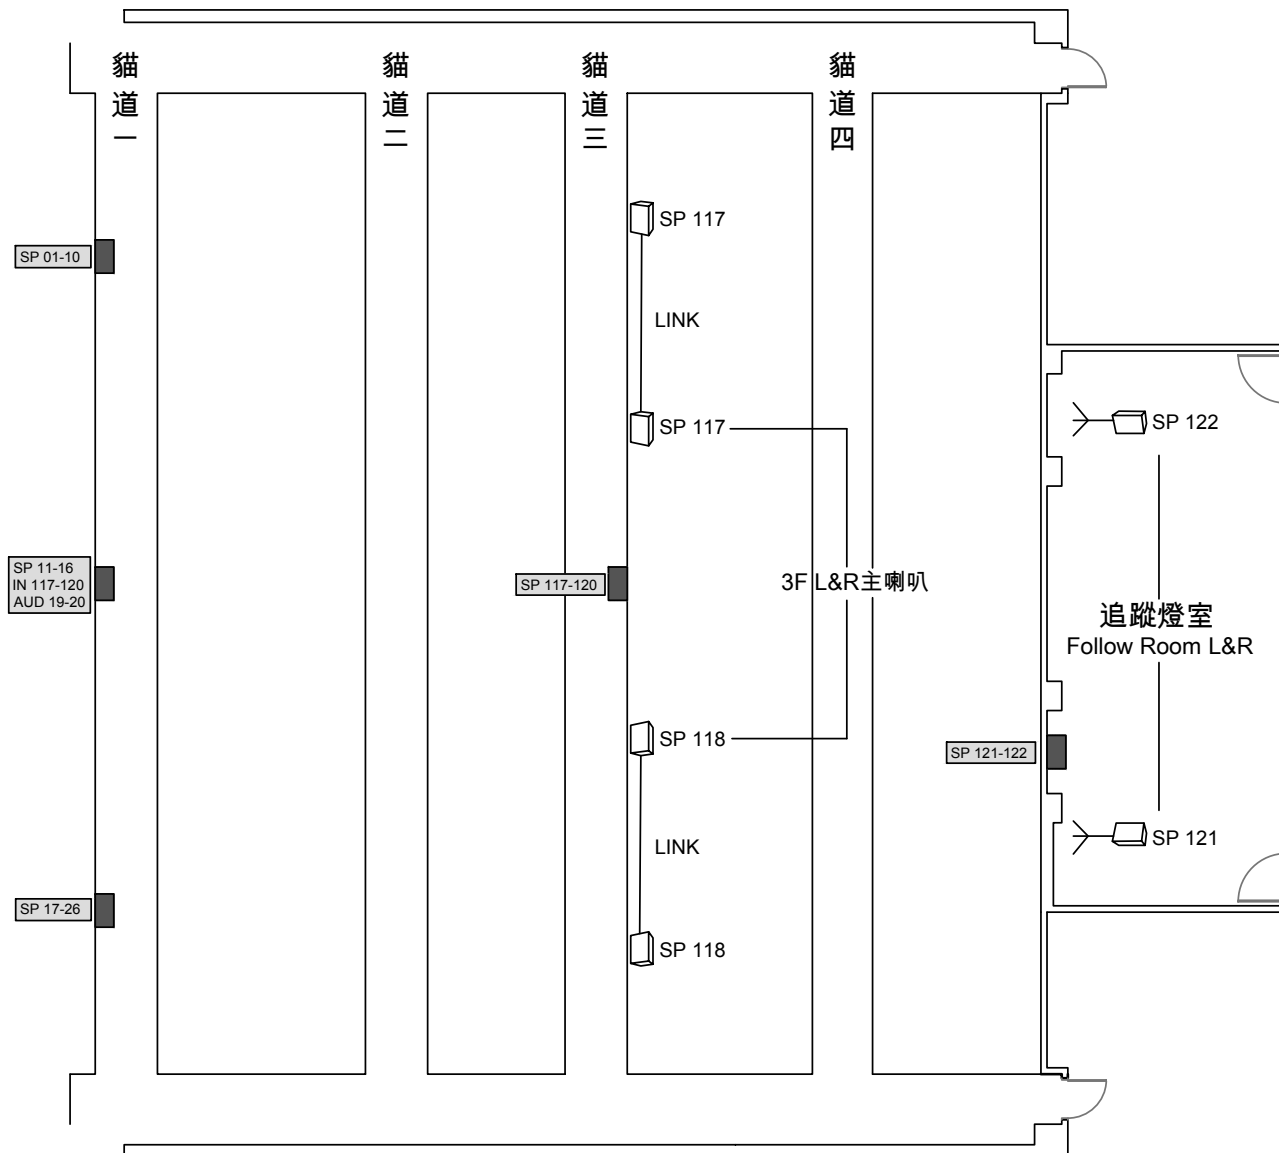 貓道一
貓道二
貓道三
貓道四
SP 117
SP 01-10
LINK
SP 117
SP 122
SP 11-16
IN 117-120
AUD 19-20
SP 117-120
3F L&R主喇叭
追蹤燈室
Follow Room L&R
SP 118
SP 121-122
SP 121
LINK
SP 17-26
SP 118